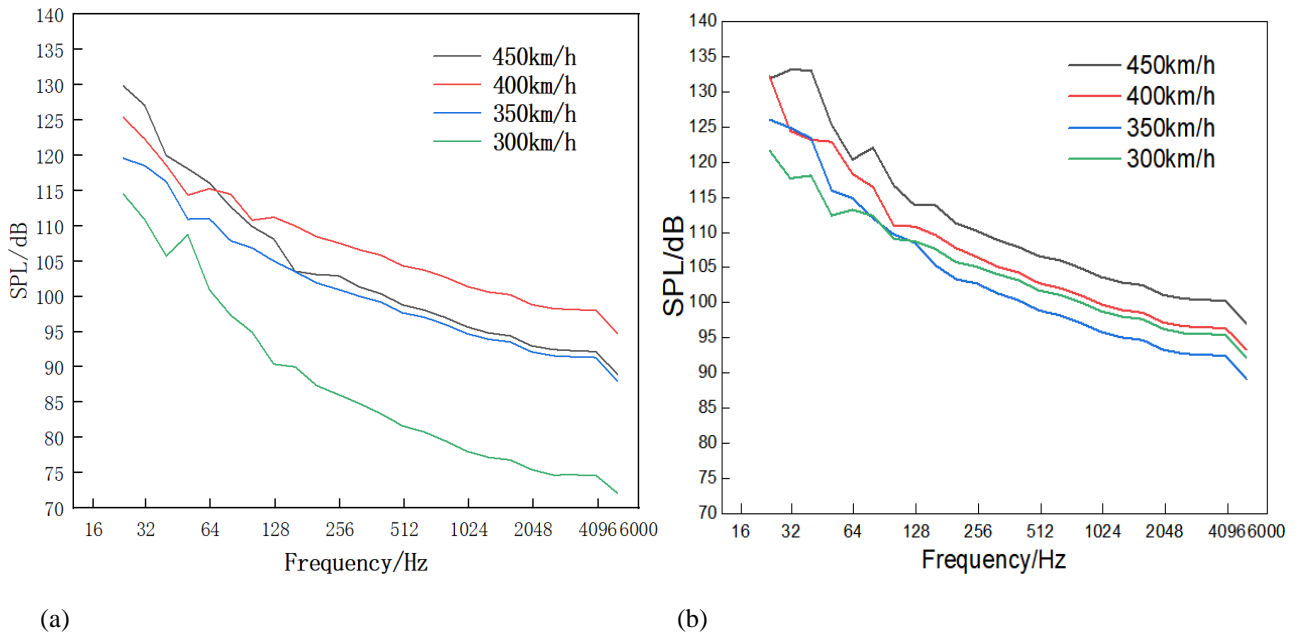 140
135
130
125
120
115
110
105
100
95
90
85
80
75
70
SPL/dB
450km/h
400km/h
350km/h
300km/h
16 32 64 128 256 512 1024 2048 4096 6000
Frequency/Hz
(a)
140
135
130
125
120
115
110
105
100
95
90
85
80
75
70
SPL/dB
450km/h
400km/h
350km/h
300km/h
16 32 64 128 256 512 1024 2048 4096 6000
Frequency/Hz
(b)